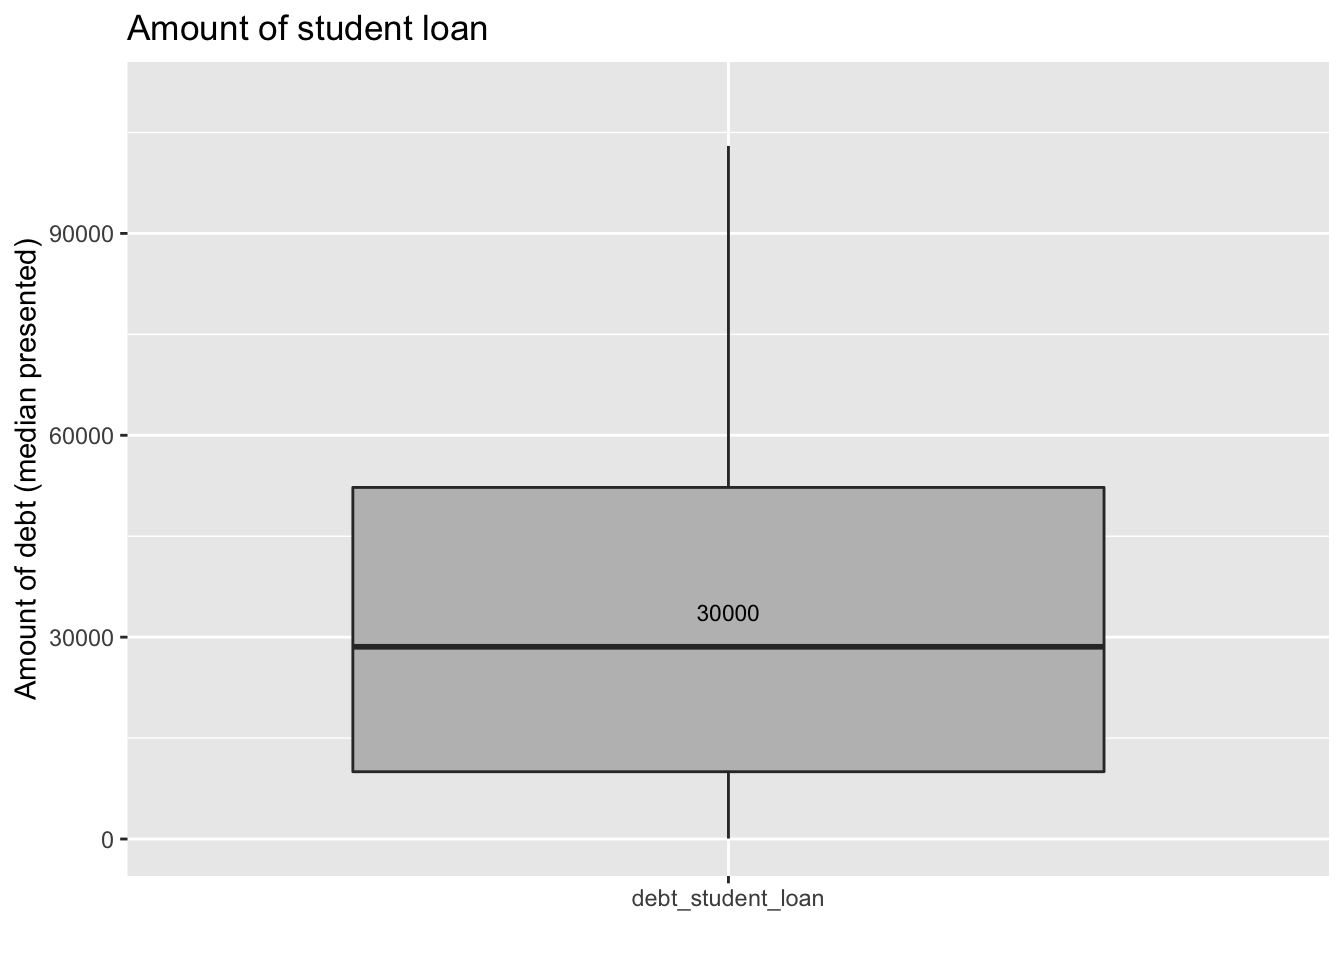 Amount of student loan
Amount of debt (median presented)
90000
60000
30000
0
30000
debt_student_loan